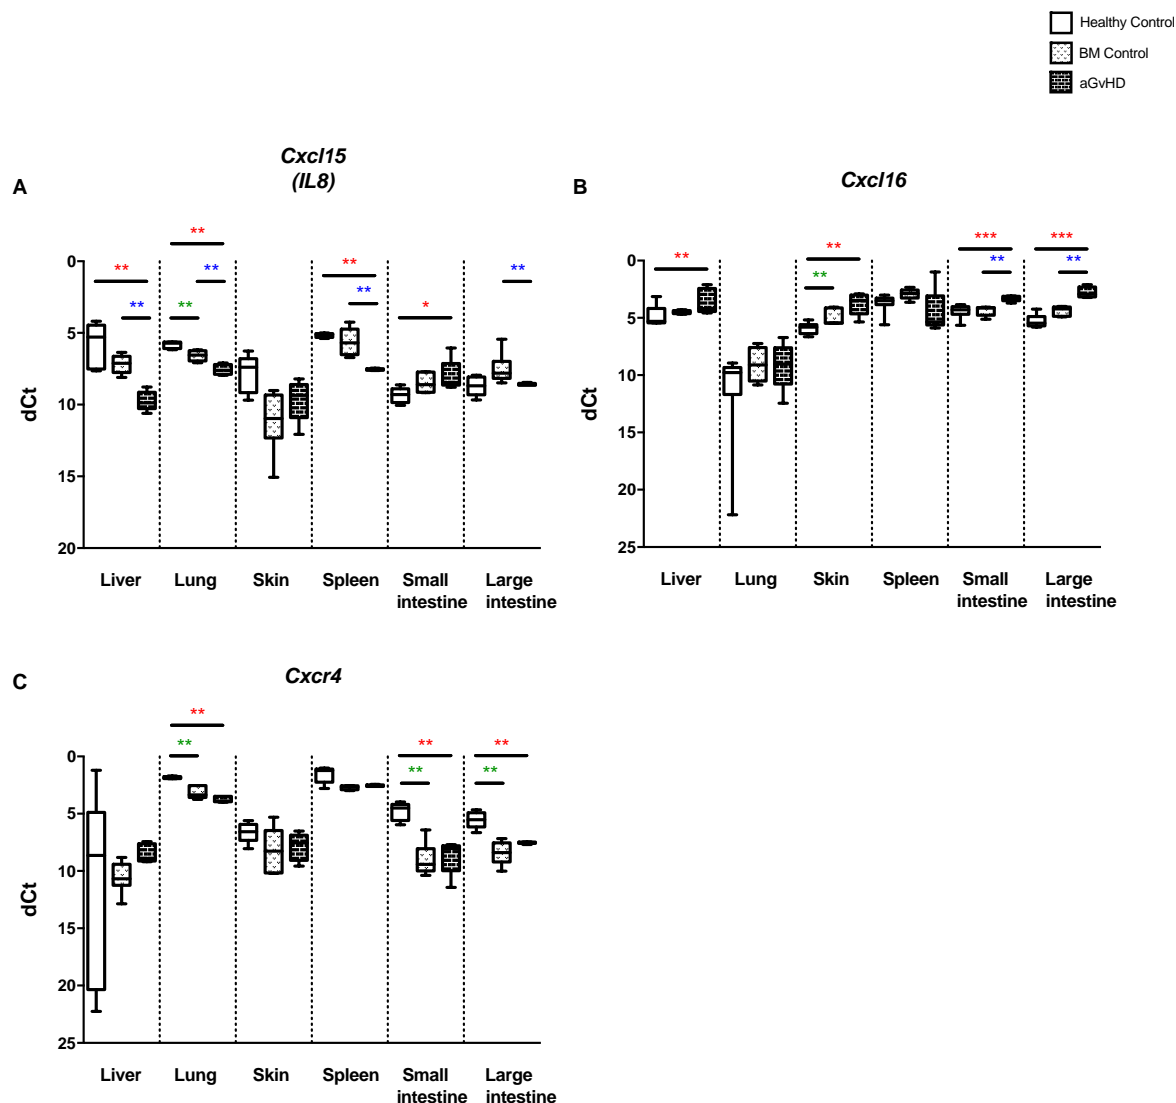 Healthy Control
BM Control
aGvHD
A
Cxcl15
(IL8)
** ** ** ** ** ** ** * **
dCt
0
5
10
15
20
Liver Lung Skin Spleen Small intestine Large intestine
B
Cxcl16
** ** ** *** ** *** **
dCt
0
5
10
15
20
25
Liver Lung Skin Spleen Small intestine Large intestine
C
Cxcr4
** ** ** ** ** **
dCt
0
5
10
15
20
25
Liver Lung Skin Spleen Small intestine Large intestine